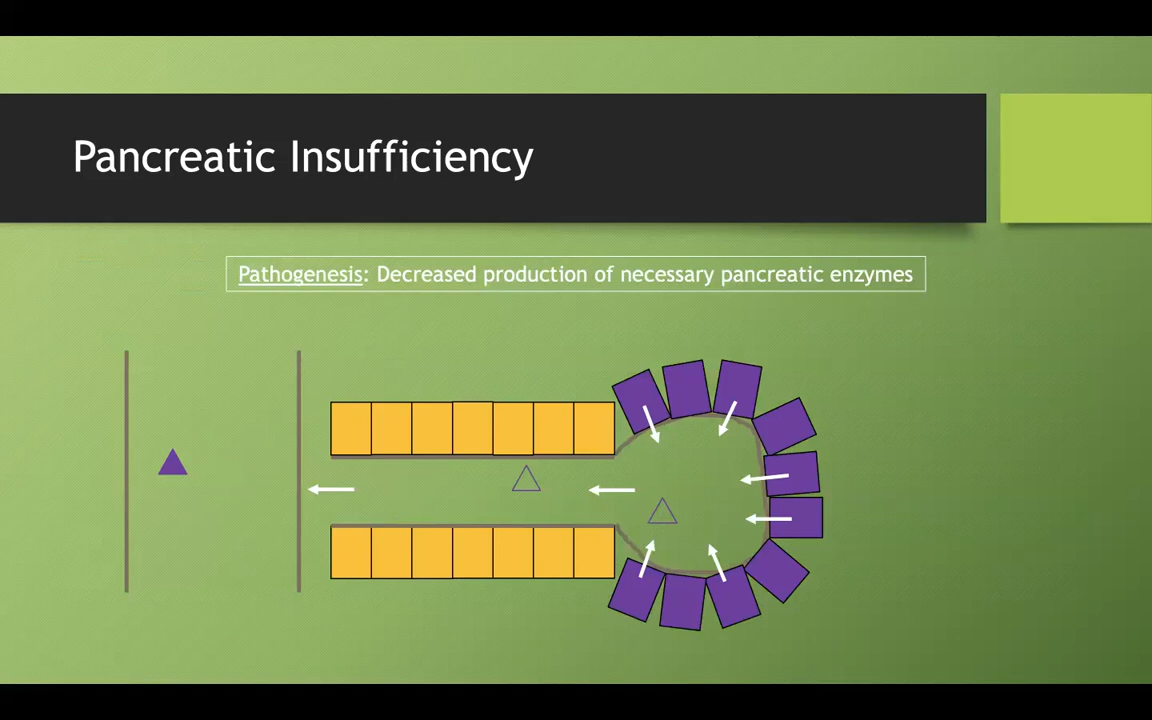 Pancreatic Insufficiency
Pathogenesis: Decreased production of necessary pancreatic enzymes